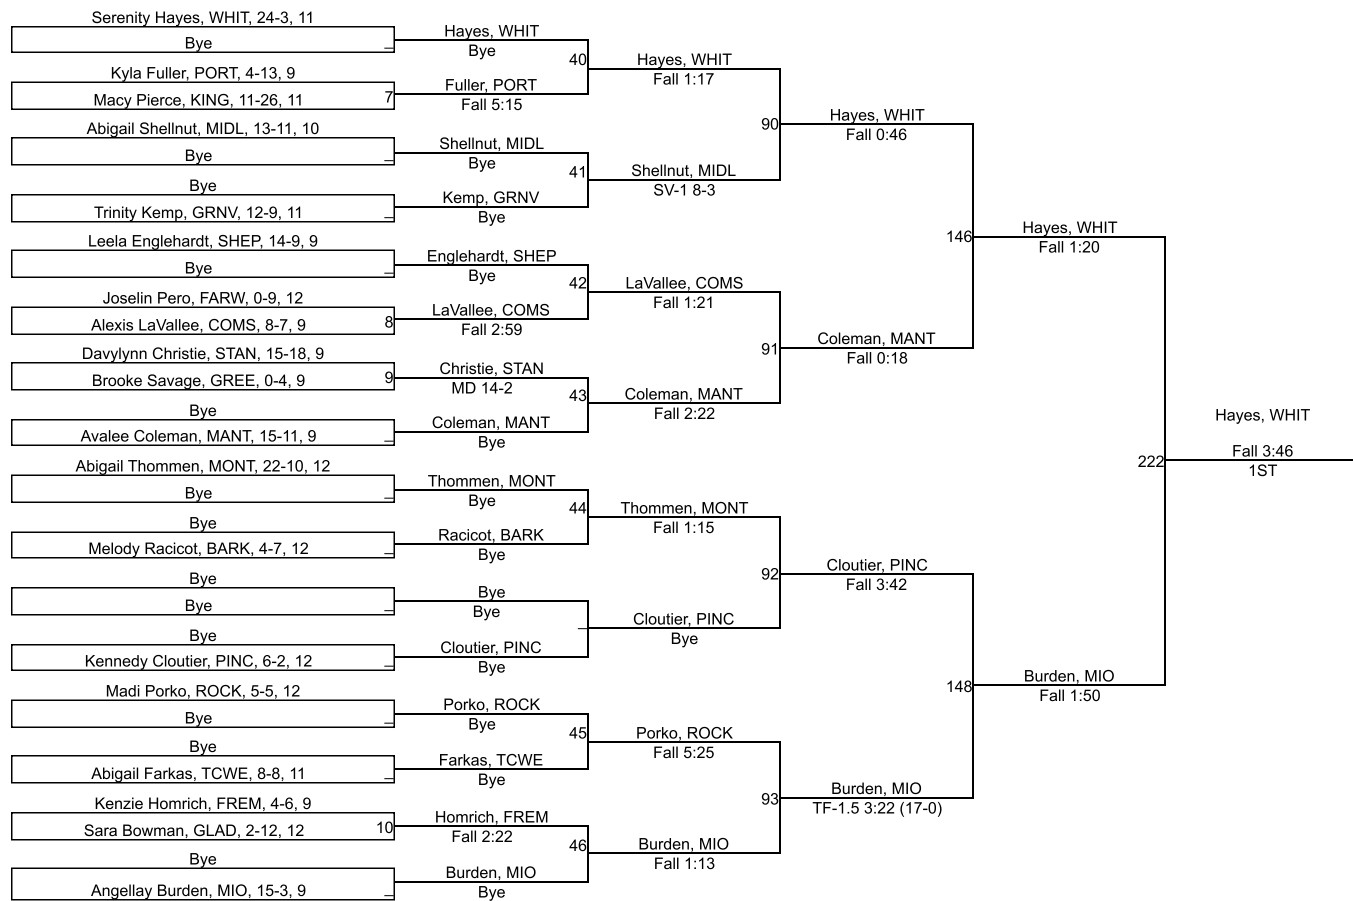 Serenity Hayes, WHIT, 24-3, 11
Bye
_
Kyla Fuller, PORT, 4-13, 9
Macy Pierce, KING, 11-26, 11
7
Abigail Shellnut, MIDL, 13-11, 10
Bye
_
Bye
Trinity Kemp, GRNV, 12-9, 11
_
Leela Englehardt, SHEP, 14-9, 9
Bye
_
Joselin Pero, FARW, 0-9, 12
Alexis LaVallee, COMS, 8-7, 9
8
Davylynn Christie, STAN, 15-18, 9
Brooke Savage, GREE, 0-4, 9
9
Bye
Avalee Coleman, MANT, 15-11, 9
_
Abigail Thommen, MONT, 22-10, 12
Bye
_
Bye
Melody Racicot, BARK, 4-7, 12
_
Bye
Bye
_
Bye
Kennedy Cloutier, PINC, 6-2, 12
_
Madi Porko, ROCK, 5-5, 12
Bye
_
Bye
Abigail Farkas, TCWE, 8-8, 11
_
Kenzie Homrich, FREM, 4-6, 9
Sara Bowman, GLAD, 2-12, 12
10
Bye
Angellay Burden, MIO, 15-3, 9
_
Hayes, WHIT
Bye
40
Fuller, PORT
Fall 5:15
Shellnut, MIDL
Bye
41
Kemp, GRNV
Bye
Englehardt, SHEP
Bye
42
LaVallee, COMS
Fall 2:59
Christie, STAN
MD 14-2
43
Coleman, MANT
Bye
Thommen, MONT
Bye
44
Racicot, BARK
Bye
Bye
Bye
_
Cloutier, PINC
Bye
Porko, ROCK
Bye
45
Farkas, TCWE
Bye
Homrich, FREM
Fall 2:22
46
Burden, MIO
Bye
Hayes, WHIT
Fall 1:17
90
Shellnut, MIDL
SV-1 8-3
LaVallee, COMS
Fall 1:21
91
Coleman, MANT
Fall 2:22
Thommen, MONT
Fall 1:15
92
Cloutier, PINC
Bye
Porko, ROCK
Fall 5:25
93
Burden, MIO
Fall 1:13
Hayes, WHIT
Fall 0:46
146
Coleman, MANT
Fall 0:18
Cloutier, PINC
Fall 3:42
148
Burden, MIO
TF-1.5 3:22 (17-0)
Hayes, WHIT
Fall 1:20
222
Burden, MIO
Fall 1:50
Hayes, WHIT
Fall 3:46
1ST